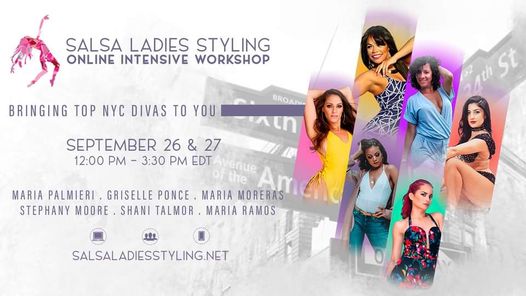 SALSA LADIES STYLING
ONLINE INTENSIVE WORKSHOP
BRINGING TOP NYC DIVAS TO YOU
SEPTEMBER 26 & 27
12:00 PM – 3:30 PM EDT
MARIA PALMIERI . GRISELLE PONCE . MARIA MORERAS
STEPHANY MOORE . SHANI TALMOR . MARIA RAMOS
SALSALADIESSTYLING.NET
BROADWAY
Sixth
Avenue
of the
Americas
24th St